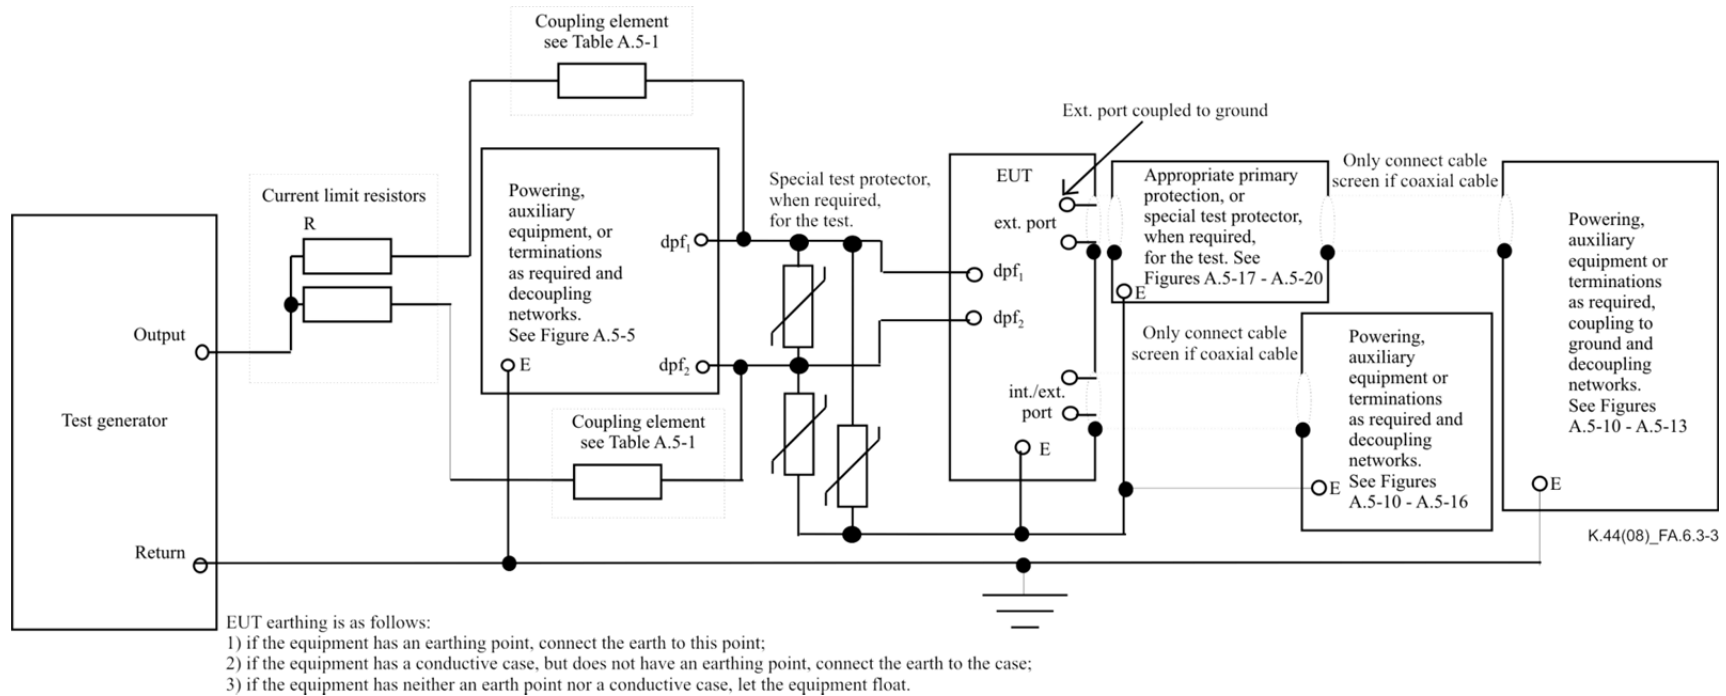 Coupling element
see Table A.5-1
Ext. port coupled to ground
Current limit resistors
R
Powering,
auxiliary
equipment, or
terminations
as required and
decoupling
networks.
See Figure A.5-5
dpf1
dpf2
E
Special test protector,
when required,
for the test.
EUT
ext. port
dpf1
dpf2
int./ext.
port
E
Appropriate primary
protection, or
special test protector,
when required,
for the test. See
Figures A.5-17 - A.5-20
E
Only connect cable
screen if coaxial cable
Only connect cable
screen if coaxial cable
Powering,
auxiliary
equipment or
terminations
as required and
decoupling
networks.
See Figures
A.5-10 - A.5-16
E
Powering,
auxiliary
equipment or
terminations
as required,
coupling to
ground and
decoupling
networks.
See Figures
A.5-10 - A.5-13
E
Output
Test generator
Return
Coupling element
see Table A.5-1
K.44(08)_FA.6.3-3
EUT earthing is as follows:
1) if the equipment has an earthing point, connect the earth to this point;
2) if the equipment has a conductive case, but does not have an earthing point, connect the earth to the case;
3) if the equipment has neither an earth point nor a conductive case, let the equipment float.